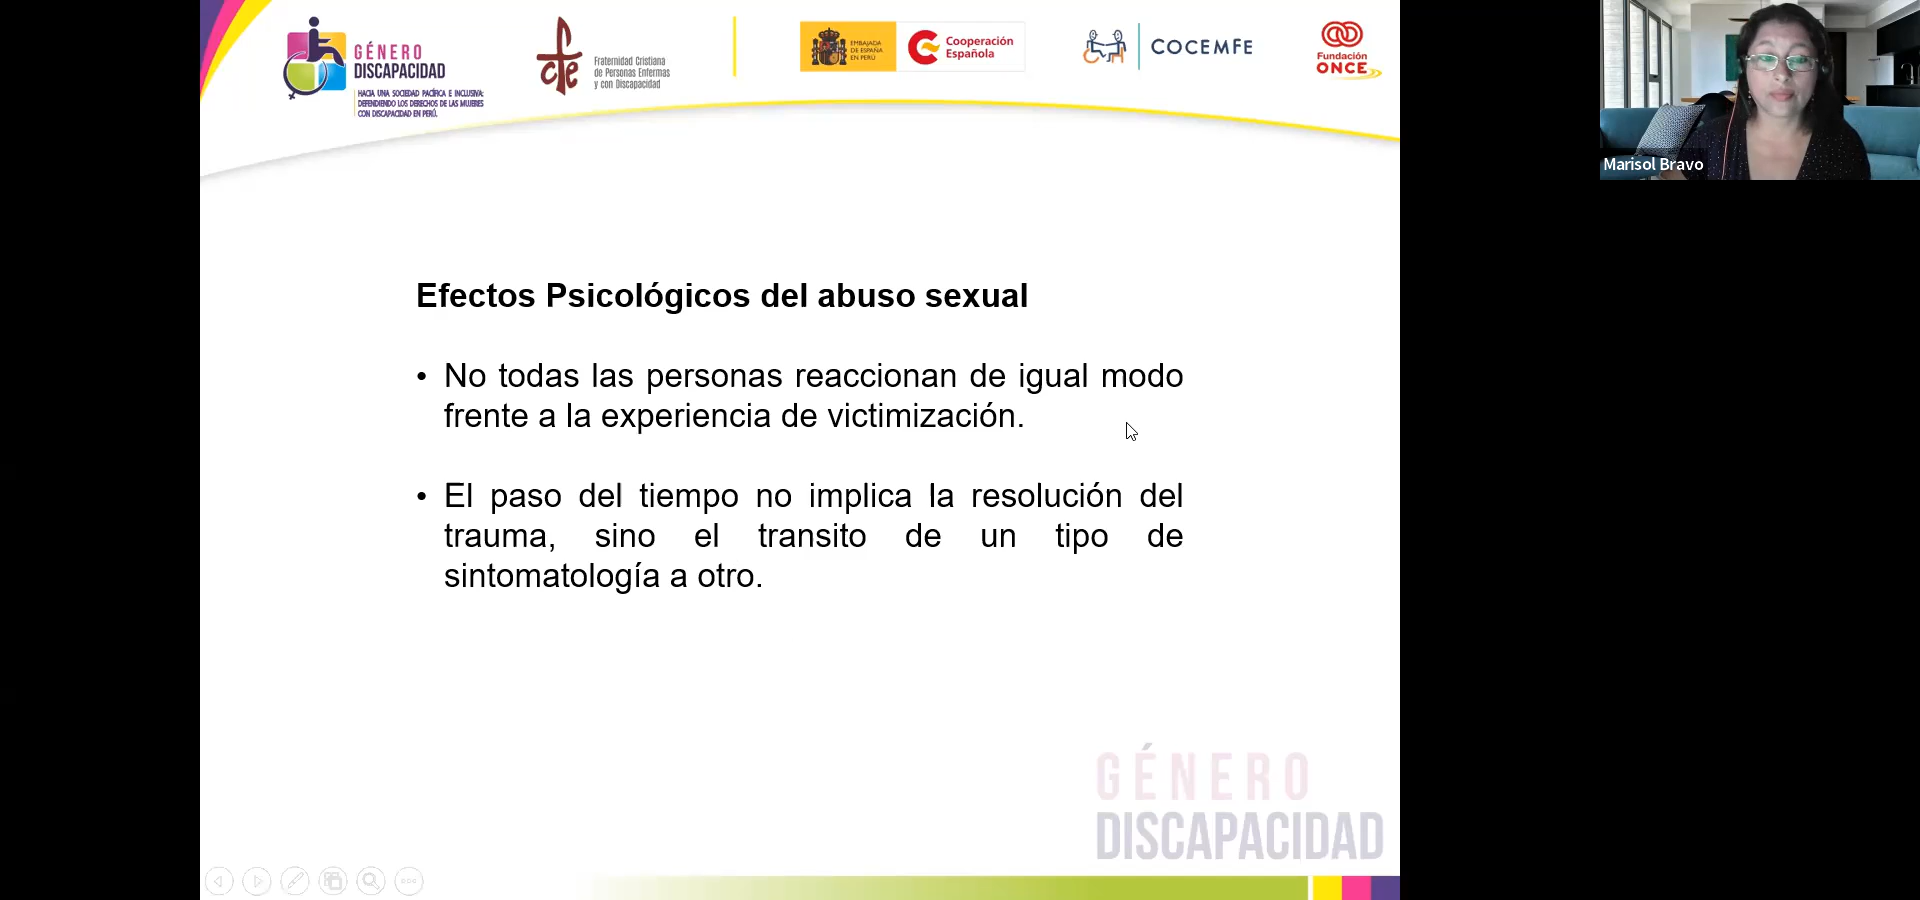 GÉNERO
DISCAPACIDAD
HACIA UNA SOCIEDAD PACÍFICA E INCLUSIVA:
DEFENDIENDO LOS DERECHOS DE LAS MUJERES
CON DISCAPACIDAD EN PERÚ.
Fraternidad Cristiana
de Personas Enfermas
y con Discapacidad
EMBAJADA
DE ESPAÑA
EN PERÚ
Cooperación
Española
COCEMFE
Fundación
ONCE
Marisol Bravo
Efectos Psicológicos del abuso sexual
• No todas las personas reaccionan de igual modo
frente a la experiencia de victimización.
• El paso del tiempo no implica la resolución del
trauma, sino el transito de un tipo de
sintomatología a otro.
GÉNERO
DISCAPACIDAD